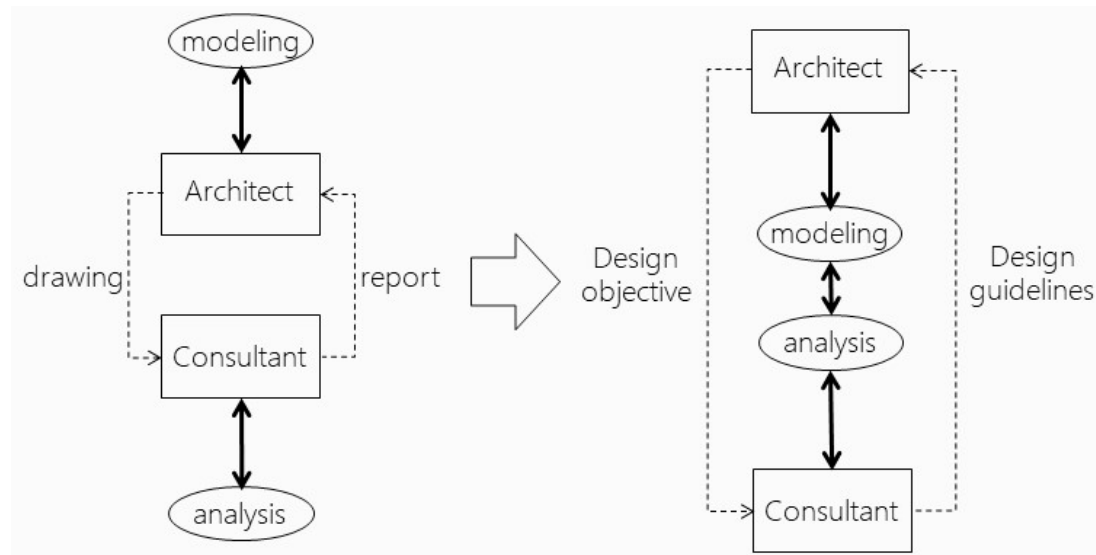 modeling
Architect
drawing
report
Consultant
analysis
Architect
modeling
Design
objective
Design
guidelines
analysis
Consultant